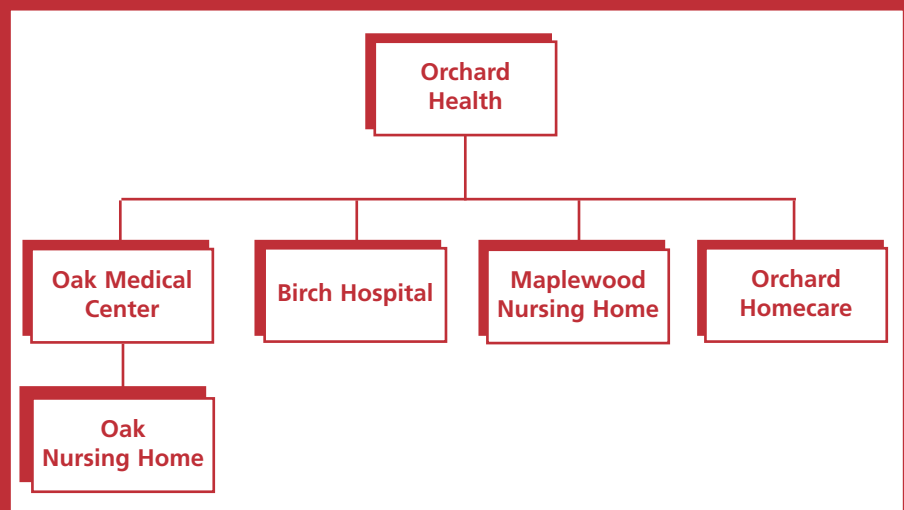 Orchard
Health
Oak Medical
Center
Birch Hospital
Maplewood
Nursing Home
Orchard
Homecare
Oak
Nursing Home